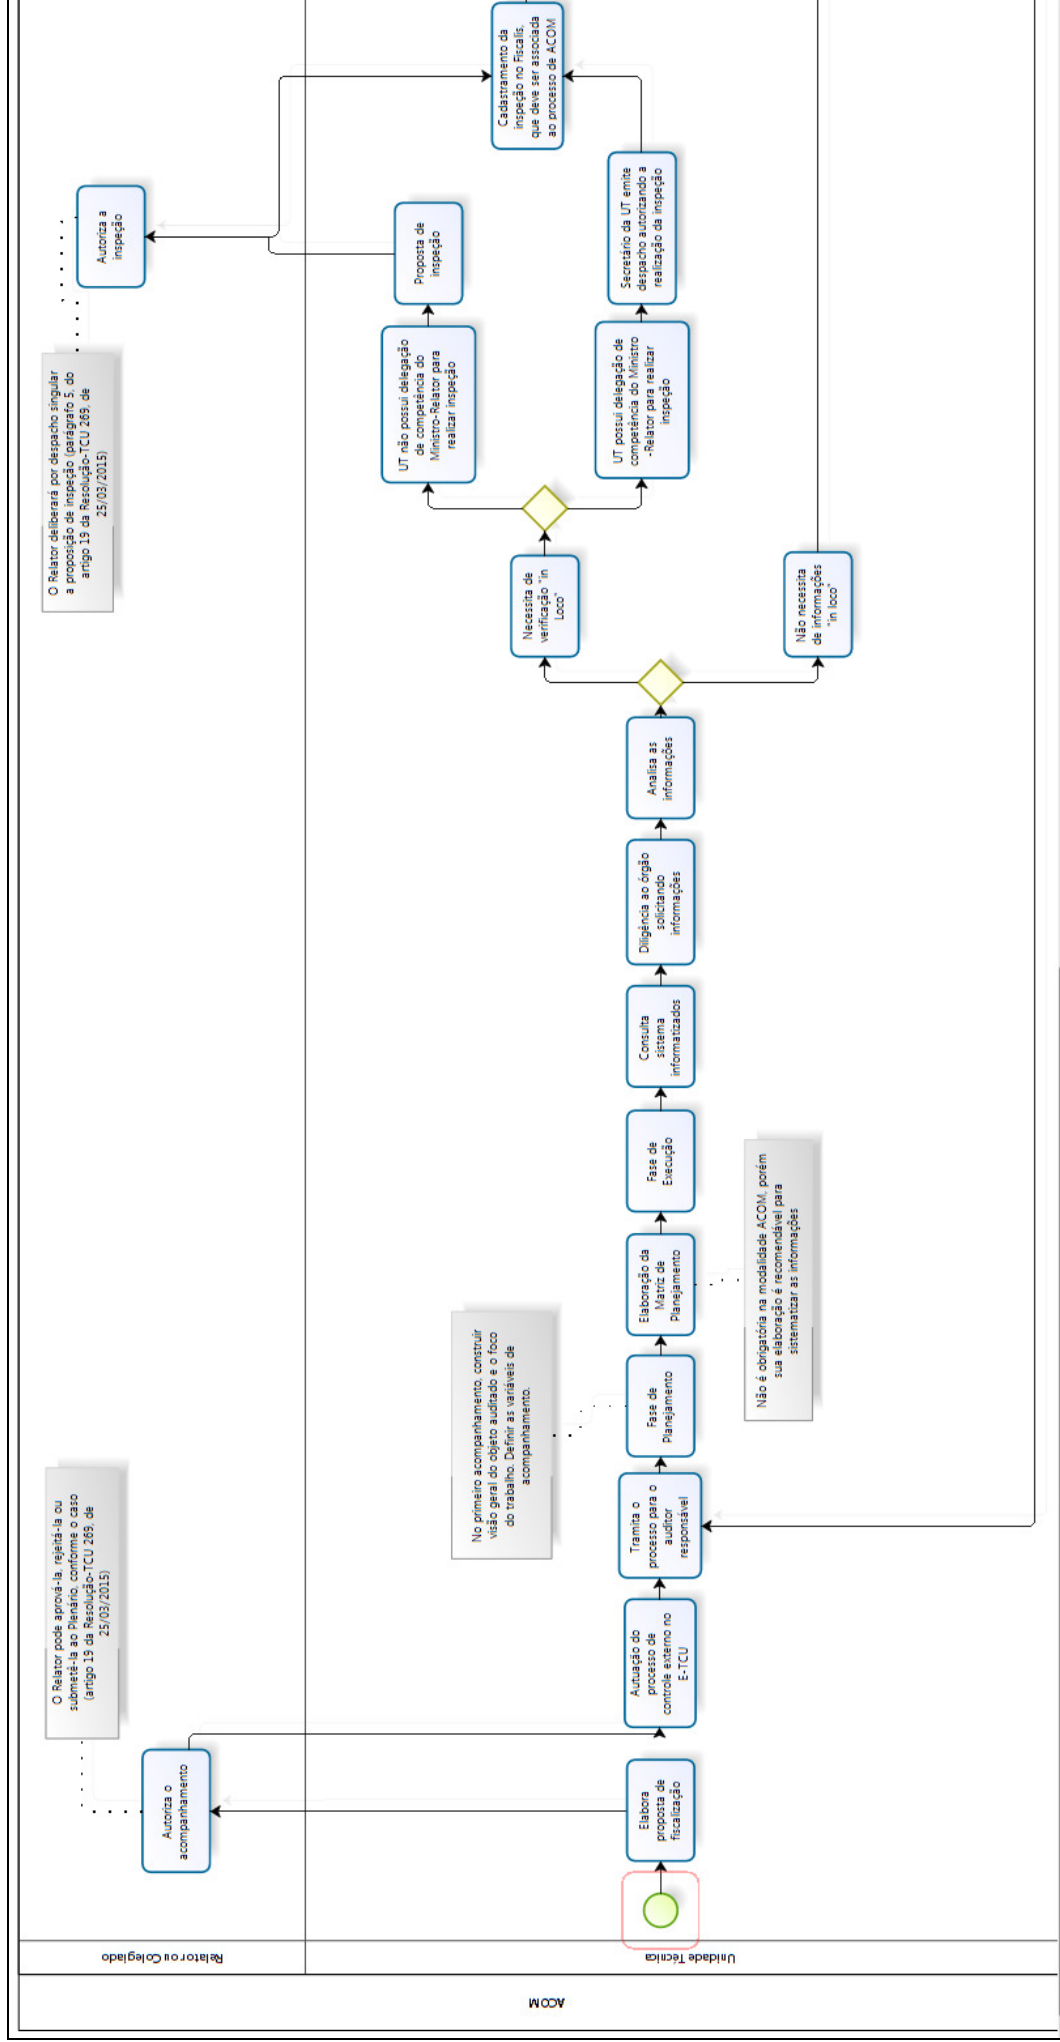 ACOM
Relator ou Colegiado
Unidade Técnica
Elabora
proposta de
fiscalização
Autoriza o
acompanhamento
O Relator pode aprová-la, rejeitá-la ou
submetê-la ao Plenário, conforme o caso
(artigo 19 da Resolução-TCU 269, de
25/03/2015)
Autuação do
processo de
controle externo no
E-TCU
Tramita o
processo para o
auditor
responsável
Fase de
Planejamento
No primeiro acompanhamento, construir
visão geral do objeto auditado e o foco
do trabalho. Definir as variáveis de
acompanhamento.
Elaboração da
Matriz de
Planejamento
Não é obrigatória na modalidade ACOM, porém
sua elaboração é recomendável para
sistematizar as informações
Fase de
Execução
Consulta
sistema
informatizados
Diligência ao órgão
solicitando
informações
Analisa as
informações
Necessita de
verificação "in
Loco"
Não necessita
de informações
"in loco"
UT não possui delegação
de competência do
Ministro-Relator para
realizar inspeção
UT possui delegação de
competência do Ministro
-Relator para realizar
inspeção
Proposta de
inspeção
Secretário da UT emite
despacho autorizando a
realização da inspeção
O Relator deliberará por despacho singular
a proposição de inspeção (parágrafo 5, do
artigo 19 da Resolução-TCU 269, de
25/03/2015)
Autoriza a
inspeção
Cadastramento da
inspeção no Fiscalis,
que deve ser associada
ao processo de ACOM